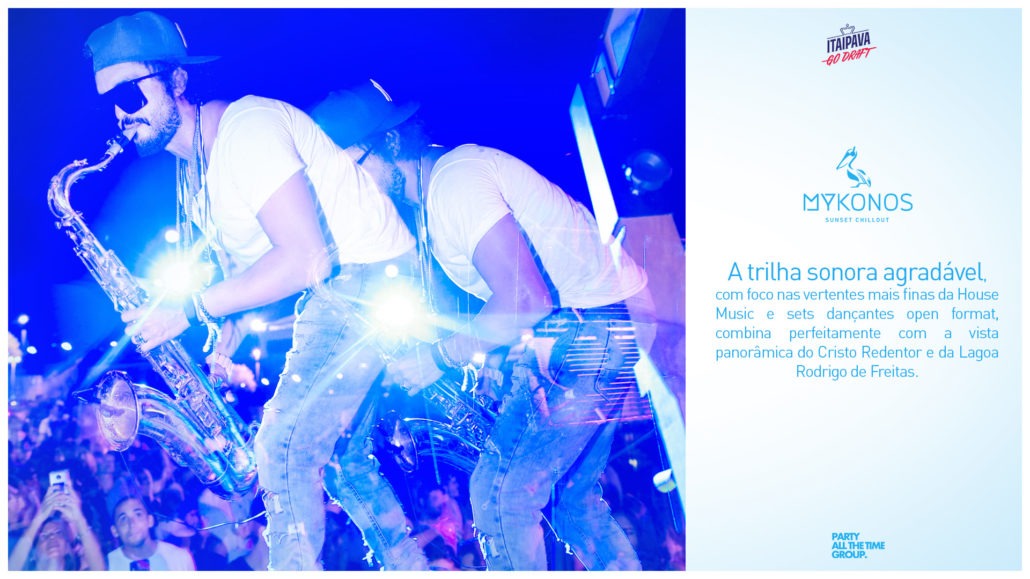 ITAIPAVA
GO DRAFT
MYKONOS
SUNSET CHILLOUT
A trilha sonora agradável,
com foco nas vertentes mais finas da House
Music e sets dançantes open format,
combina perfeitamente com a vista
panorâmica do Cristo Redentor e da Lagoa
Rodrigo de Freitas.
PARTY
ALL THE TIME
GROUP.